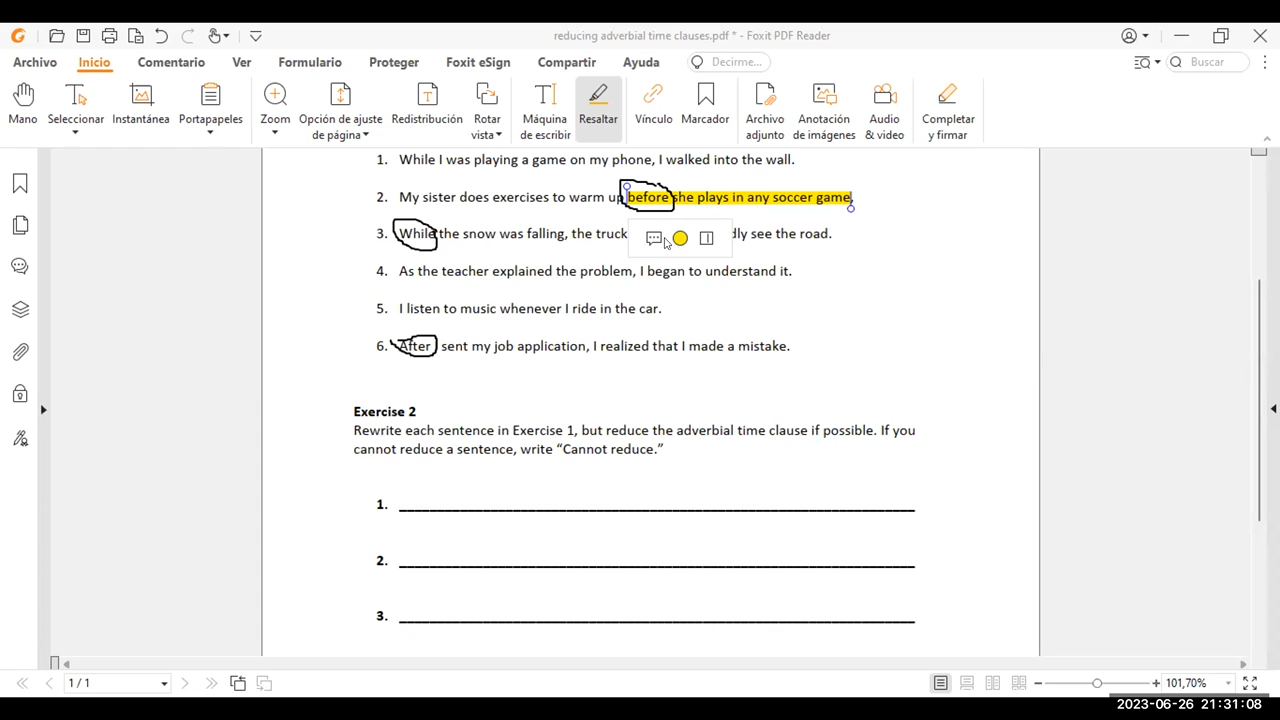 reducing adverbial time clauses.pdf * - Foxit PDF Reader
Archivo Inicio Comentario Ver Formulario Proteger Foxit eSign Compartir Ayuda Decirme... Buscar
Mano Seleccionar Instantánea Portapapeles Zoom Opción de ajuste de página Redistribución Rotar vista Máquina de escribir Resaltar Vínculo Marcador Archivo adjunto Anotación de imágenes Audio & video Completar y firmar
1. While I was playing a game on my phone, I walked into the wall.
2. My sister does exercises to warm up before she plays in any soccer game.
3. While the snow was falling, the truck dly see the road.
4. As the teacher explained the problem, I began to understand it.
5. I listen to music whenever I ride in the car.
6. After sent my job application, I realized that I made a mistake.
Exercise 2
Rewrite each sentence in Exercise 1, but reduce the adverbial time clause if possible. If you
cannot reduce a sentence, write “Cannot reduce.”
1.
2.
3.
1 / 1
101,70%
2023-06-26 21:31:08